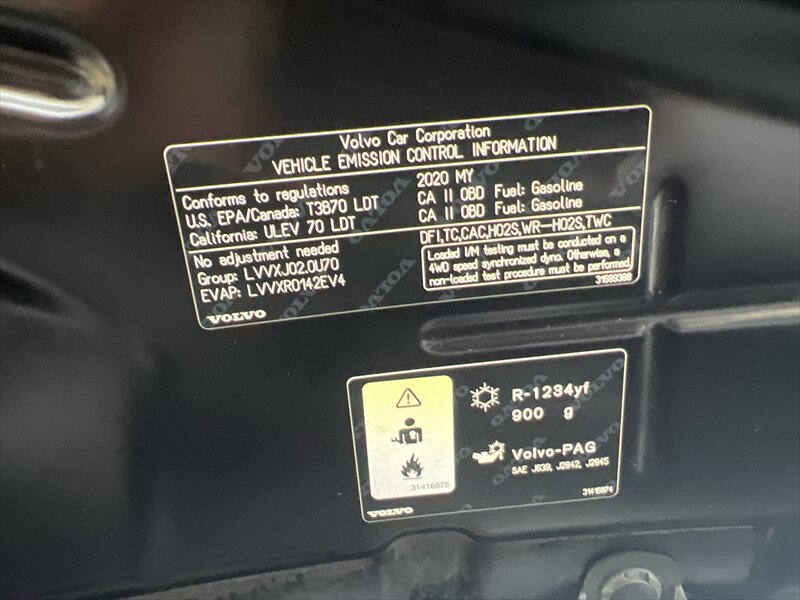 Volvo Car Corporation
VEHICLE EMISSION CONTROL INFORMATION
Conforms to regulations 2020 MY
U.S. EPA/Canada: T3B70 LDT CA II OBD Fuel: Gasoline
California: ULEV 70 LDT CA II OBD Fuel: Gasoline
No adjustment needed DFI,TC,CAC,HO2S,WR-HO2S,TWC
Group: LVVXJ02.0U70
EVAP: LVVXR0142EV4
Loaded I/M testing must be conducted on a
4WD speed synchronized dyno. Otherwise, a
non-loaded test procedure must be performed.
31689388
VOLVO
R-1234yf
900 g
Volvo-PAG
SAE J639, J2842, J2845
31416875
31416874
VOLVO